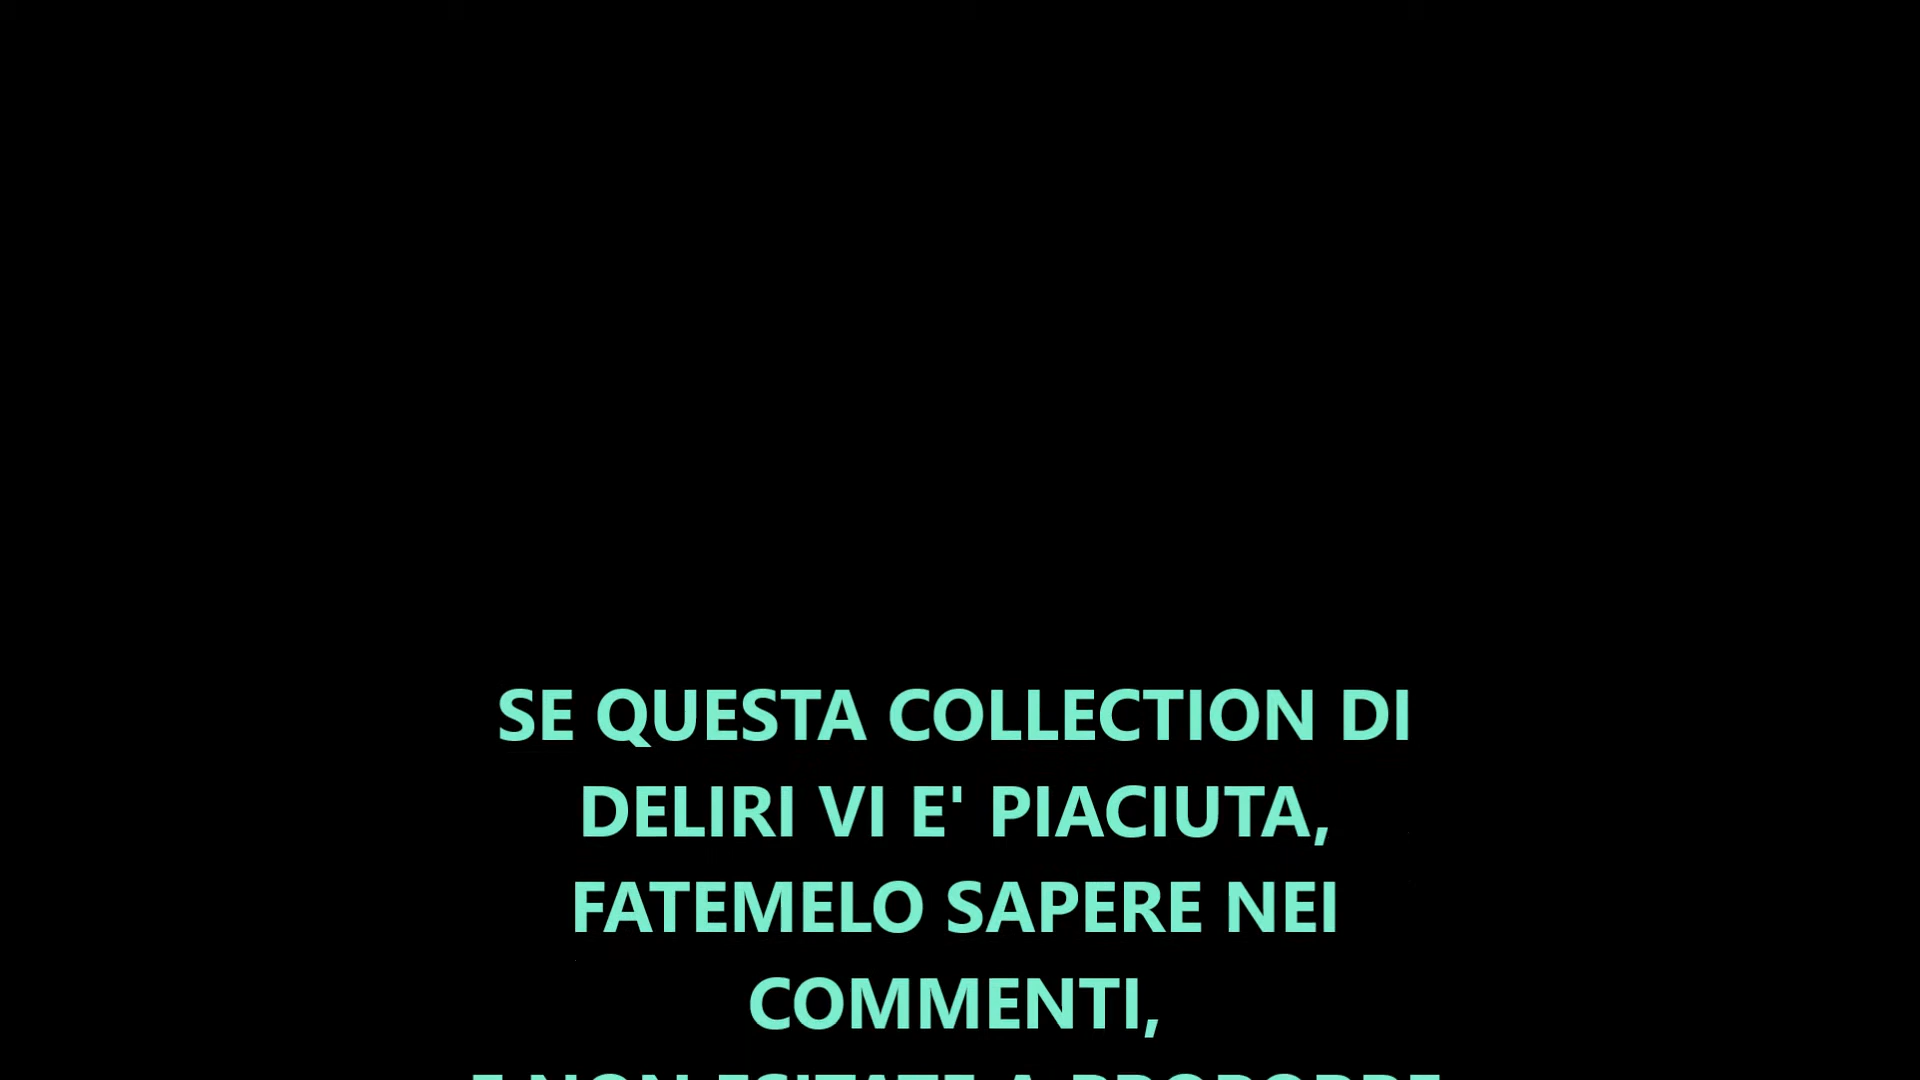 SE QUESTA COLLECTION DI
DELIRI VI E' PIACIUTA,
FATEMELO SAPERE NEI
COMMENTI,